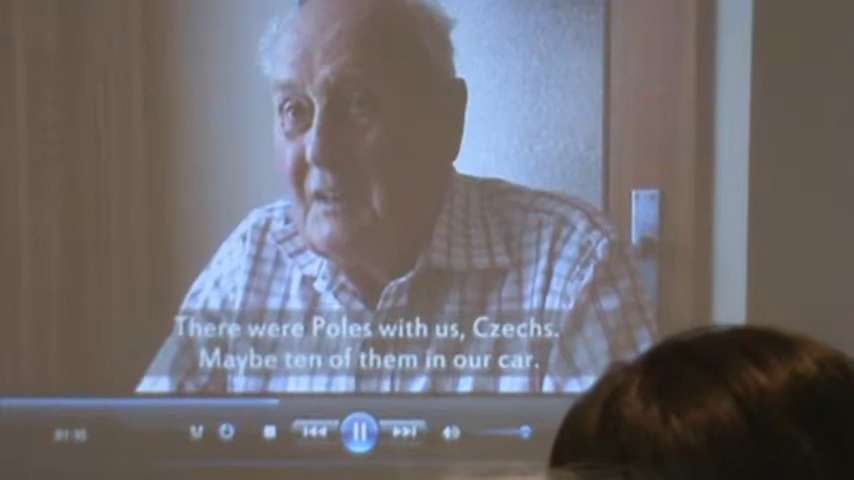 There were Poles with us, Czechs.
Maybe ten of them in our car.